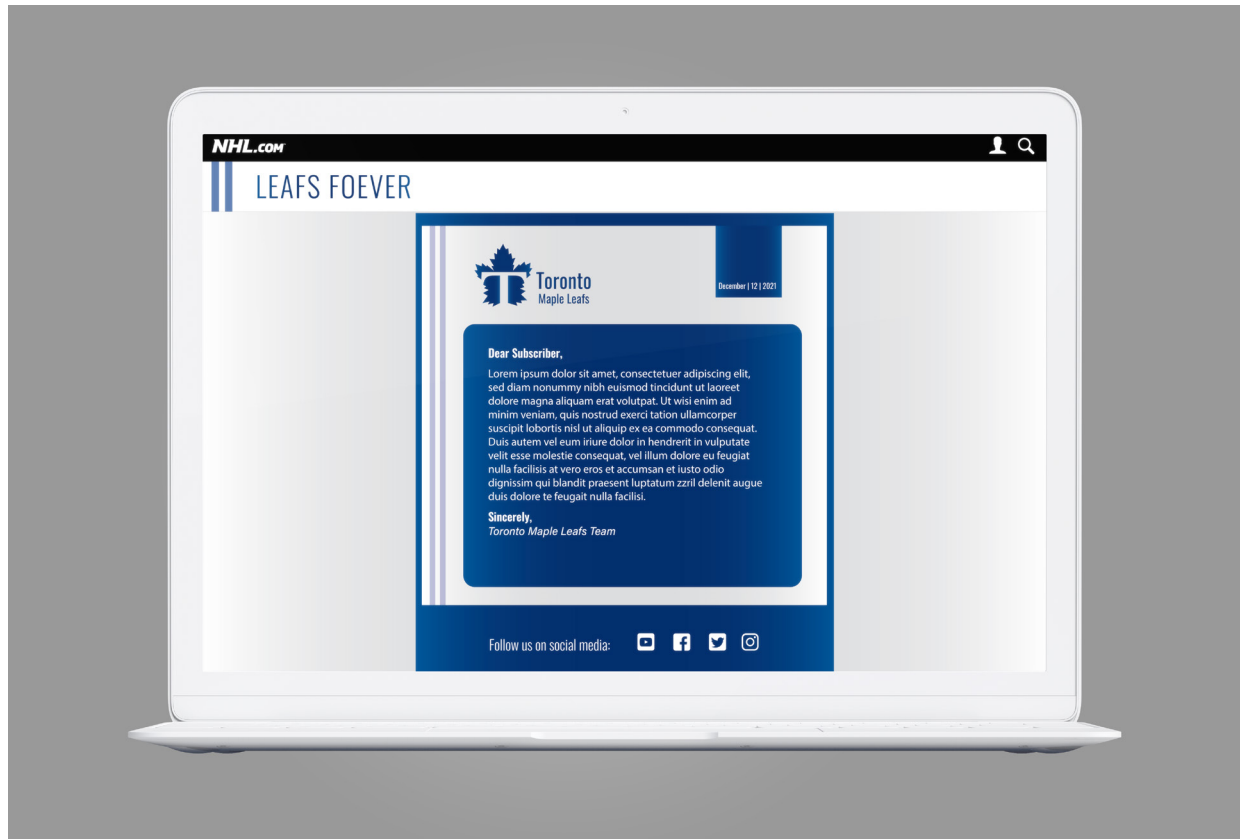 NHL.COM
LEAFS FOEVER
Toronto
Maple Leafs
December | 12 | 2021
Dear Subscriber,
Lorem ipsum dolor sit amet, consectetuer adipiscing elit,
sed diam nonummy nibh euismod tincidunt ut laoreet
dolore magna aliquam erat volutpat. Ut wisi enim ad
minim veniam, quis nostrud exerci tation ullamcorper
suscipit lobortis nisl ut aliquip ex ea commodo consequat.
Duis autem vel eum iriure dolor in hendrerit in vulputate
velit esse molestie consequat, vel illum dolore eu feugiat
nulla facilisis at vero eros et accumsan et iusto odio
dignissim qui blandit praesent luptatum zzril delenit augue
duis dolore te feugait nulla facilisi.
Sincerely,
Toronto Maple Leafs Team
Follow us on social media: